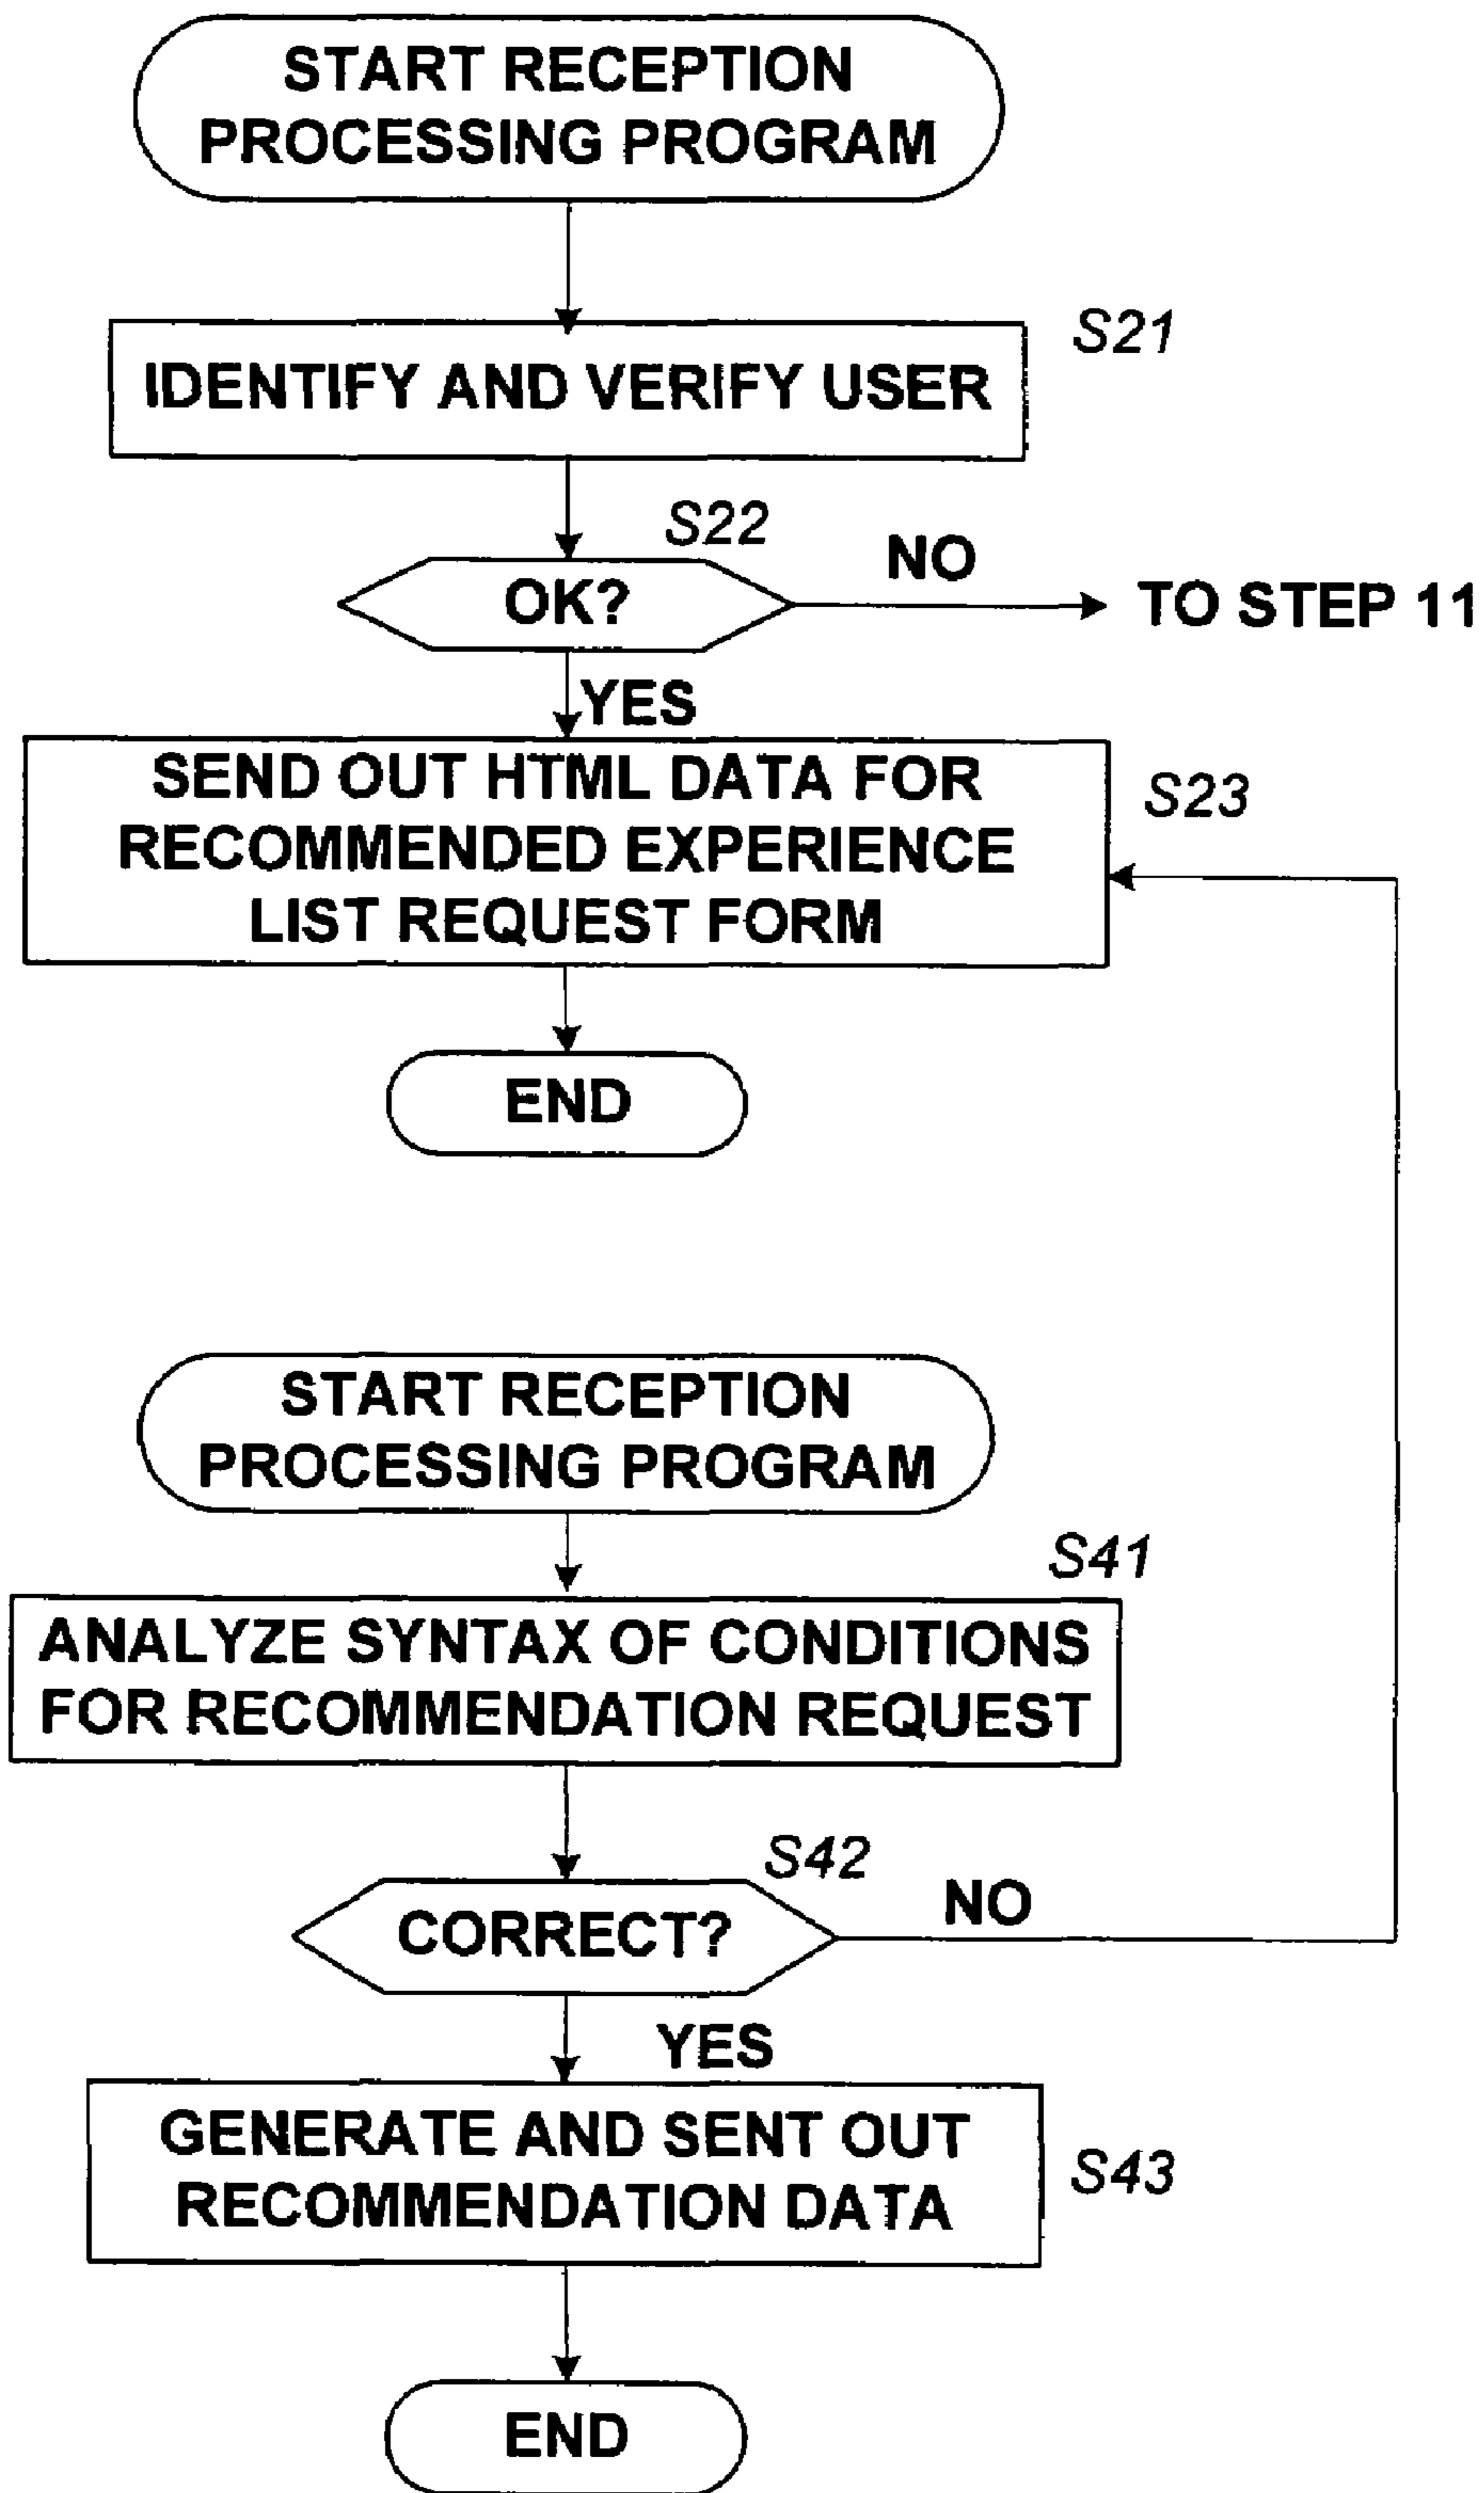 START RECEPTION
PROCESSING PROGRAM
S21
IDENTIFY AND VERIFY USER
S22
OK?
NO
TO STEP 11
YES
SEND OUT HTML DATA FOR
RECOMMENDED EXPERIENCE
LIST REQUEST FORM
S23
END
START RECEPTION
PROCESSING PROGRAM
S41
ANALYZE SYNTAX OF CONDITIONS
FOR RECOMMENDATION REQUEST
S42
CORRECT?
NO
YES
GENERATE AND SENT OUT
RECOMMENDATION DATA
S43
END